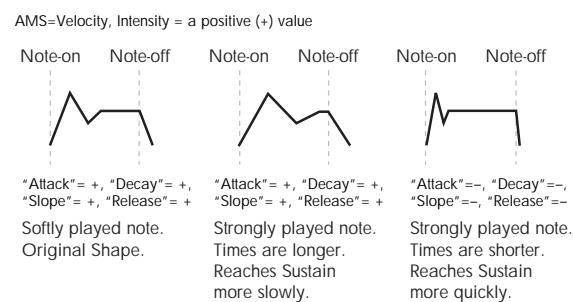 AMS=Velocity, Intensity = a positive (+) value
Note-on Note-off Note-on Note-off Note-on Note-off
"Attack"= +, "Decay"= +,
"Slope"= +, "Release"= +
Softly played note.
Original Shape.
"Attack"= +, "Decay"= +,
"Slope"= +, "Release"= +
Strongly played note.
Times are longer.
Reaches Sustain
more slowly.
"Attack"=–, "Decay"=–,
"Slope"=–, "Release"=–
Strongly played note.
Times are shorter.
Reaches Sustain
more quickly.